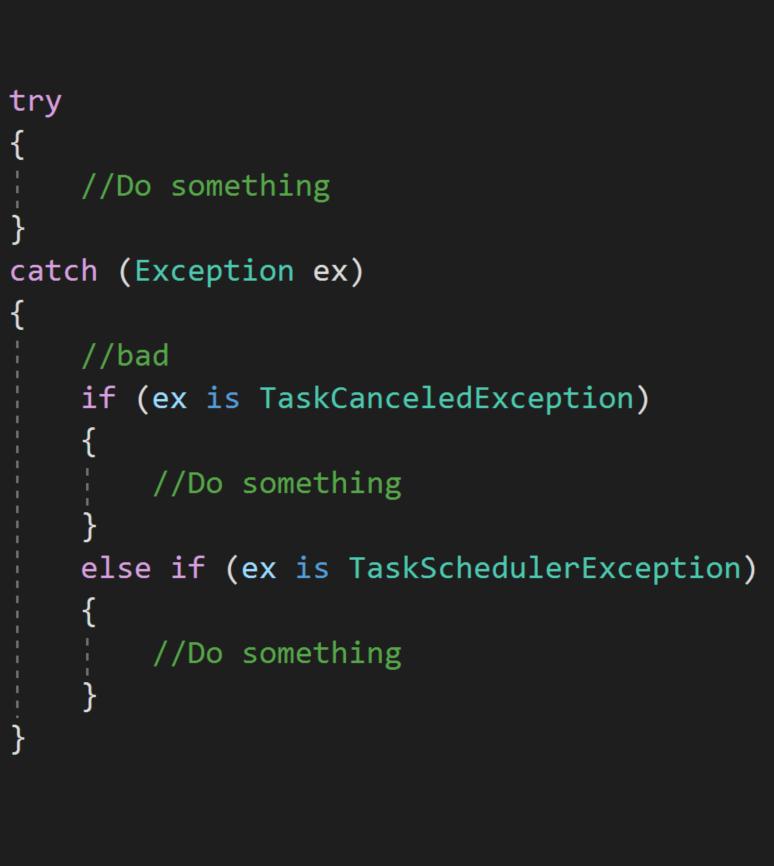 try
{
    //Do something
}
catch (Exception ex)
{
    //bad
    if (ex is TaskCanceledException)
    {
        //Do something
    }
    else if (ex is TaskSchedulerException)
    {
        //Do something
    }
}